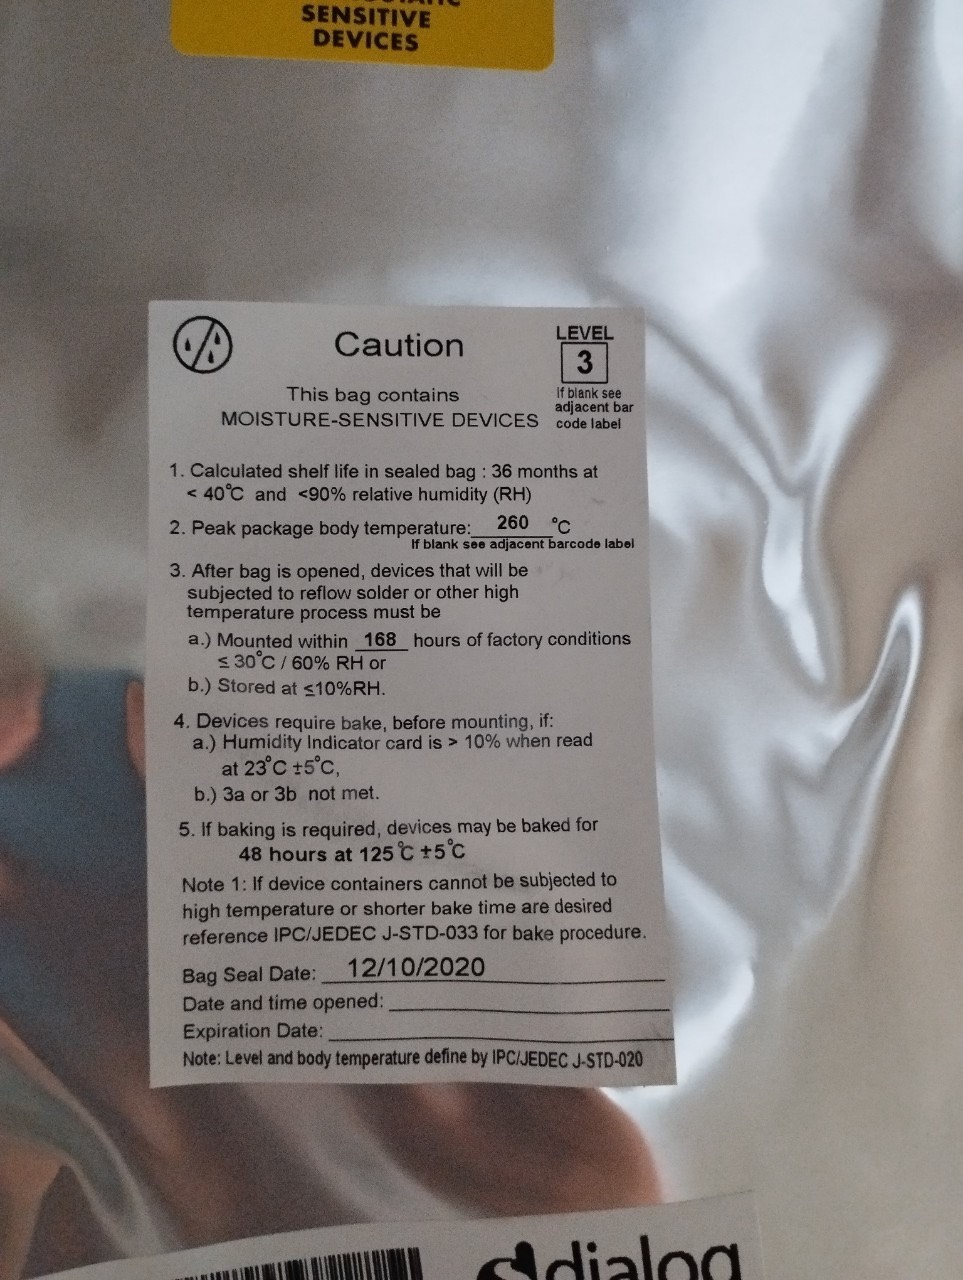 SENSITIVE
DEVICES
Caution
LEVEL
3
If blank see
adjacent bar
code label
This bag contains
MOISTURE-SENSITIVE DEVICES
1. Calculated shelf life in sealed bag : 36 months at
< 40°C and <90% relative humidity (RH)
2. Peak package body temperature: 260 °C
If blank see adjacent barcode label
3. After bag is opened, devices that will be
subjected to reflow solder or other high
temperature process must be
a.) Mounted within 168 hours of factory conditions
≤ 30°C / 60% RH or
b.) Stored at ≤10%RH.
4. Devices require bake, before mounting, if:
a.) Humidity Indicator card is > 10% when read
at 23°C ±5°C,
b.) 3a or 3b not met.
5. If baking is required, devices may be baked for
48 hours at 125°C ±5°C
Note 1: If device containers cannot be subjected to
high temperature or shorter bake time are desired
reference IPC/JEDEC J-STD-033 for bake procedure.
Bag Seal Date: 12/10/2020
Date and time opened:
Expiration Date:
Note: Level and body temperature define by IPC/JEDEC J-STD-020
dialog